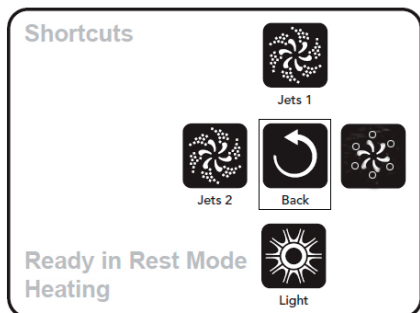 Shortcuts
Jets 1
Jets 2
Back
Light
Ready in Rest Mode
Heating